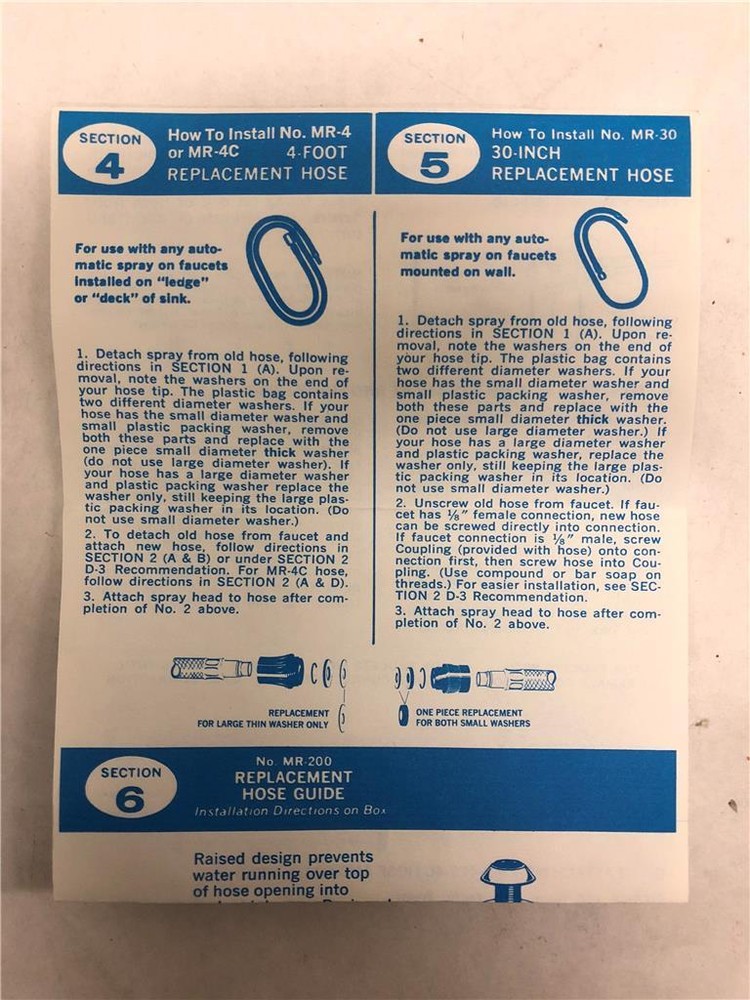 SECTION
4
How To Install No. MR-4
or MR-4C 4-FOOT
REPLACEMENT HOSE
For use with any auto-
matic spray on faucets
installed on "ledge"
or "deck" of sink.
1. Detach spray from old hose, following
directions in SECTION 1 (A). Upon re-
moval, note the washers on the end of
your hose tip. The plastic bag contains
two different diameter washers. If your
hose has the small diameter washer and
small plastic packing washer, remove
both these parts and replace with the
one piece small diameter thick washer
(do not use large diameter washer). If
your hose has a large diameter washer
and plastic packing washer replace the
washer only, still keeping the large plas-
tic packing washer in its location. (Do
not use small diameter washer.)
2. To detach old hose from faucet and
attach new hose, follow directions in
SECTION 2 (A & B) or under SECTION 2
D-3 Recommendation. For MR-4C hose,
follow directions in SECTION 2 (A & D).
3. Attach spray head to hose after com-
pletion of No. 2 above.
REPLACEMENT
FOR LARGE THIN WASHER ONLY
SECTION
5
How To Install No. MR-30
30-INCH
REPLACEMENT HOSE
For use with any auto-
matic spray on faucets
mounted on wall.
1. Detach spray from old hose, following
directions in SECTION 1 (A). Upon re-
moval, note the washers on the end of
your hose tip. The plastic bag contains
two different diameter washers. If your
hose has the small diameter washer and
small plastic packing washer, remove
both these parts and replace with the
one piece small diameter thick washer.
(Do not use large diameter washer.) If
your hose has a large diameter washer
and plastic packing washer, replace the
washer only, still keeping the large plas-
tic packing washer in its location. (Do
not use small diameter washer.)
2. Unscrew old hose from faucet. If fau-
cet has 1/8" female connection, new hose
can be screwed directly into connection.
If faucet connection is 1/8" male, screw
Coupling (provided with hose) onto con-
nection first, then screw hose into Cou-
pling. (Use compound or bar soap on
threads.) For easier installation, see SEC-
TION 2 D-3 Recommendation.
3. Attach spray head to hose after com-
pletion of No. 2 above.
ONE PIECE REPLACEMENT
FOR BOTH SMALL WASHERS
SECTION
6
No. MR-200
REPLACEMENT
HOSE GUIDE
Installation Directions on Box
Raised design prevents
water running over top
of hose opening into